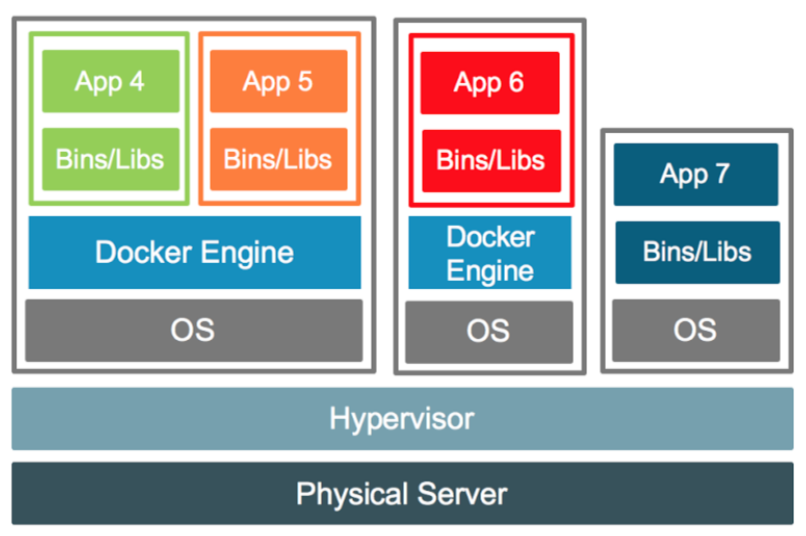 App 4
Bins/Libs
App 5
Bins/Libs
Docker Engine
OS
App 6
Bins/Libs
Docker
Engine
OS
App 7
Bins/Libs
OS
Hypervisor
Physical Server